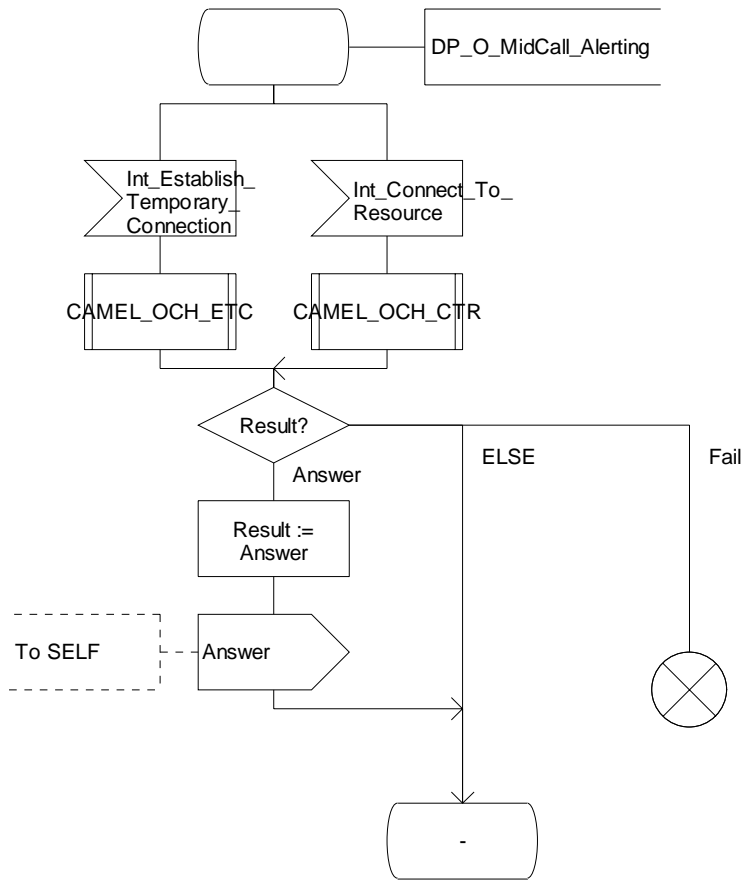 DP_O_MidCall_Alerting
Int_Establish_
Temporary_
Connection
Int_Connect_To_
Resource
CAMEL_OCH_ETC
CAMEL_OCH_CTR
Result?
ELSE
Fail
Answer
Result :=
Answer
To SELF
Answer
-